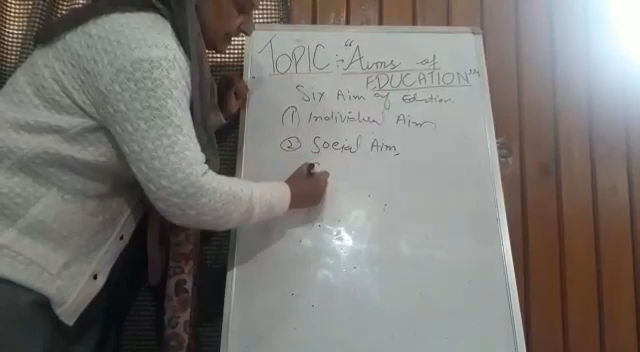 TOPIC :- "Aims of
EDUCATION"
Six Aim of Education
(1) Individual Aim
(2) Social Aim,